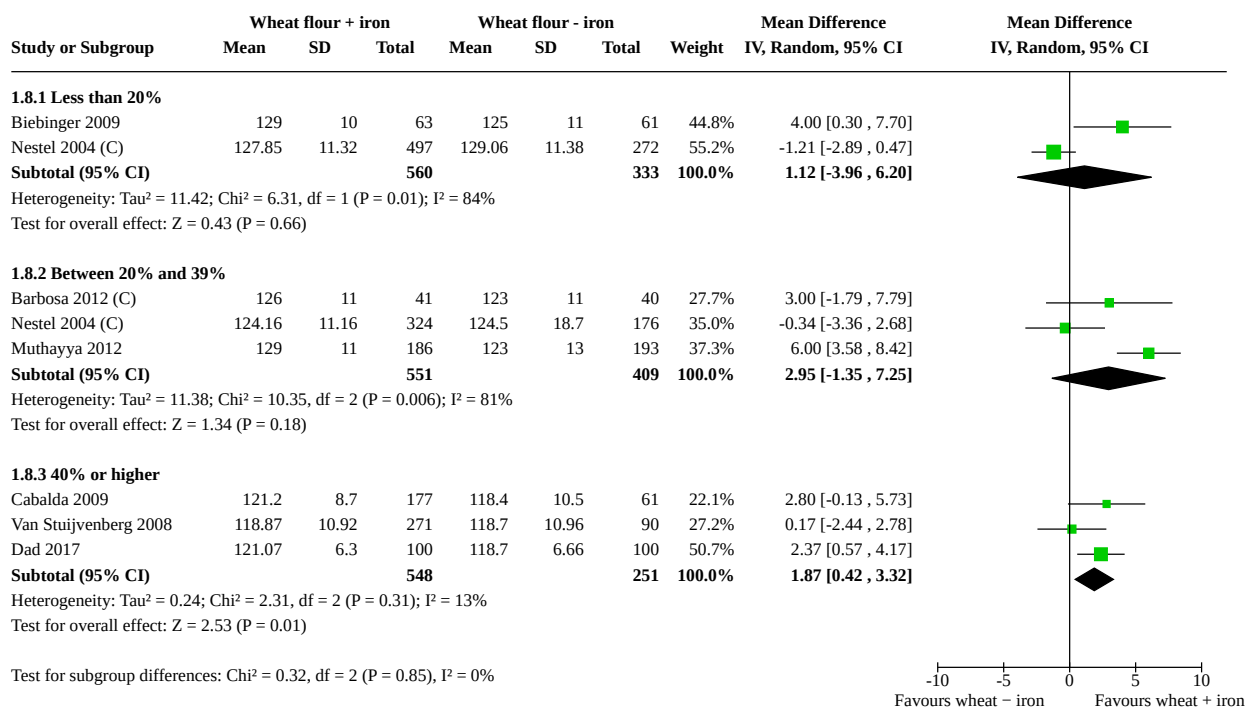 Wheat flour + iron Wheat flour - iron Mean Difference Mean Difference
Study or Subgroup Mean SD Total Mean SD Total Weight IV, Random, 95% CI IV, Random, 95% CI
1.8.1 Less than 20%
Biebinger 2009 129 10 63 125 11 61 44.8% 4.00 [0.30 , 7.70]
Nestel 2004 (C) 127.85 11.32 497 129.06 11.38 272 55.2% -1.21 [-2.89 , 0.47]
Subtotal (95% CI) 560 333 100.0% 1.12 [-3.96 , 6.20]
Heterogeneity: Tau² = 11.42; Chi² = 6.31, df = 1 (P = 0.01); I² = 84%
Test for overall effect: Z = 0.43 (P = 0.66)
1.8.2 Between 20% and 39%
Barbosa 2012 (C) 126 11 41 123 11 40 27.7% 3.00 [-1.79 , 7.79]
Nestel 2004 (C) 124.16 11.16 324 124.5 18.7 176 35.0% -0.34 [-3.36 , 2.68]
Muthayya 2012 129 11 186 123 13 193 37.3% 6.00 [3.58 , 8.42]
Subtotal (95% CI) 551 409 100.0% 2.95 [-1.35 , 7.25]
Heterogeneity: Tau² = 11.38; Chi² = 10.35, df = 2 (P = 0.006); I² = 81%
Test for overall effect: Z = 1.34 (P = 0.18)
1.8.3 40% or higher
Cabalda 2009 121.2 8.7 177 118.4 10.5 61 22.1% 2.80 [-0.13 , 5.73]
Van Stuijvenberg 2008 118.87 10.92 271 118.7 10.96 90 27.2% 0.17 [-2.44 , 2.78]
Dad 2017 121.07 6.3 100 118.7 6.66 100 50.7% 2.37 [0.57 , 4.17]
Subtotal (95% CI) 548 251 100.0% 1.87 [0.42 , 3.32]
Heterogeneity: Tau² = 0.24; Chi² = 2.31, df = 2 (P = 0.31); I² = 13%
Test for overall effect: Z = 2.53 (P = 0.01)
Test for subgroup differences: Chi² = 0.32, df = 2 (P = 0.85), I² = 0%
-10 -5 0 5 10
Favours wheat − iron Favours wheat + iron